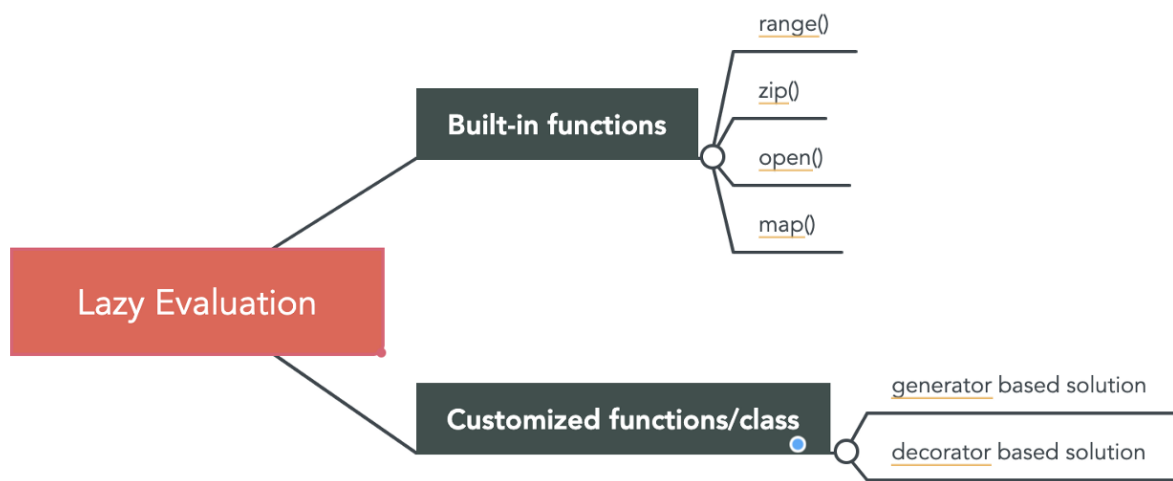 range()
zip()
Built-in functions
open()
map()
Lazy Evaluation
generator based solution
Customized functions/class
decorator based solution